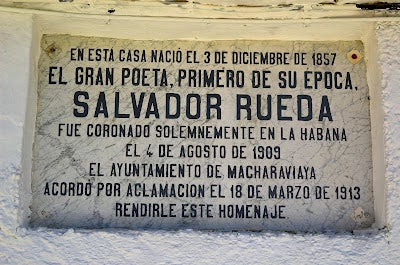 EN ESTA CASA NACIÓ EL 3 DE DICIEMBRE DE 1857
EL GRAN POETA, PRIMERO DE SU ÉPOCA,
SALVADOR RUEDA
FUE CORONADO SOLEMNEMENTE EN LA HABANA
EL 4 DE AGOSTO DE 1909
EL AYUNTAMIENTO DE MACHARAVIAYA
ACORDÓ POR ACLAMACION EL 18 DE MARZO DE 1913
RENDIRLE ESTE HOMENAJE